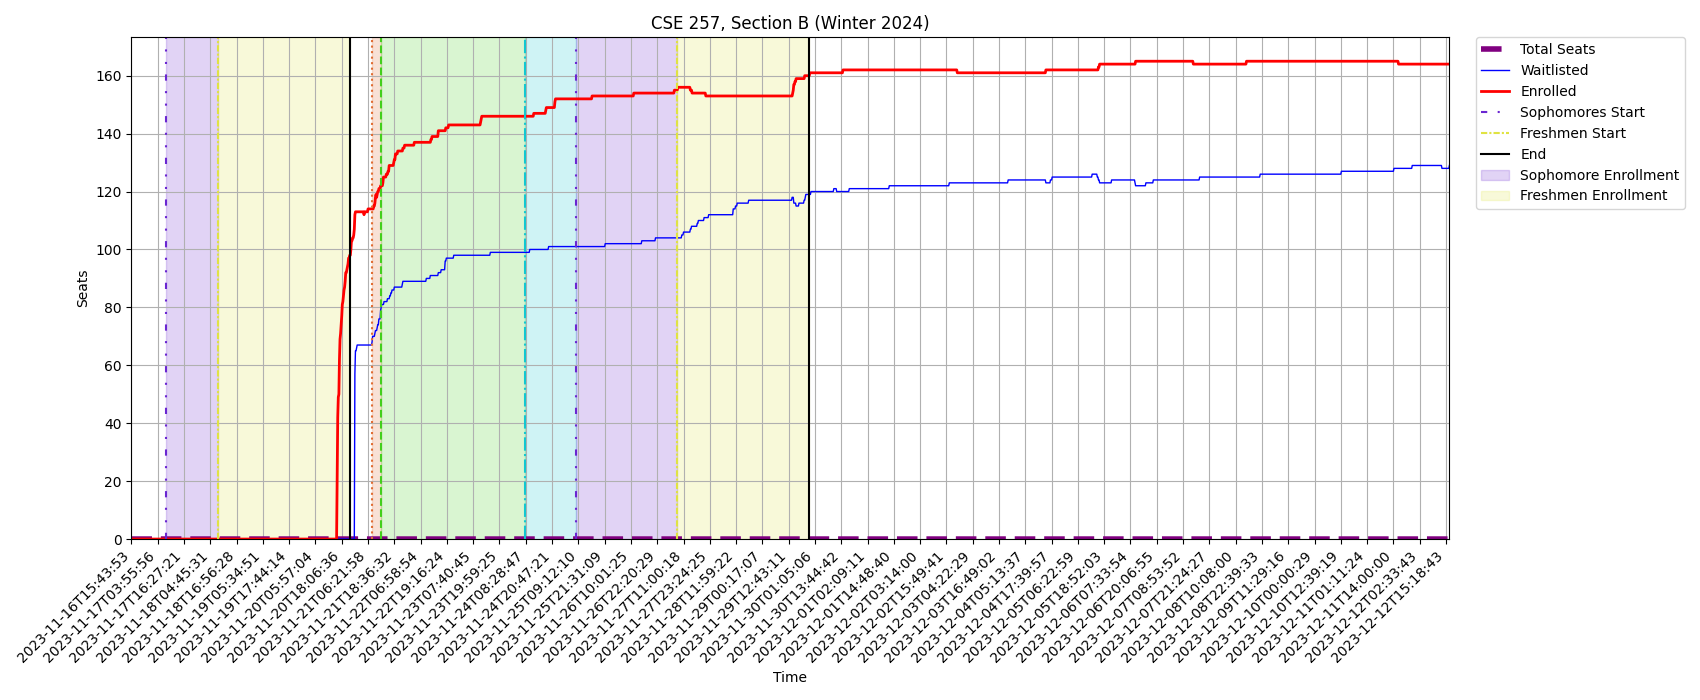 CSE 257, Section B (Winter 2024)
Total Seats
Waitlisted
Enrolled
Sophomores Start
Freshmen Start
End
Sophomore Enrollment
Freshmen Enrollment
Seats
160
140
120
100
80
60
40
20
0
2023-11-16T15:43:53
2023-11-17T03:55:56
2023-11-17T16:27:21
2023-11-18T04:45:31
2023-11-18T16:56:28
2023-11-19T05:34:51
2023-11-19T17:44:14
2023-11-20T05:57:04
2023-11-20T18:06:36
2023-11-21T06:21:58
2023-11-21T18:36:32
2023-11-22T06:58:54
2023-11-22T19:16:24
2023-11-23T07:40:45
2023-11-23T19:59:25
2023-11-24T08:28:47
2023-11-24T20:47:21
2023-11-25T09:12:10
2023-11-25T21:31:09
2023-11-26T10:01:25
2023-11-26T22:20:29
2023-11-27T11:00:18
2023-11-27T23:24:25
2023-11-28T11:59:22
2023-11-29T00:17:07
2023-11-29T12:43:11
2023-11-30T01:05:06
2023-11-30T13:44:42
2023-12-01T02:09:11
2023-12-01T14:48:40
2023-12-02T03:14:00
2023-12-02T15:49:41
2023-12-03T04:22:29
2023-12-03T16:49:02
2023-12-04T05:13:37
2023-12-04T17:39:57
2023-12-05T06:22:59
2023-12-05T18:52:03
2023-12-06T07:33:54
2023-12-06T20:06:55
2023-12-07T08:53:52
2023-12-07T21:24:27
2023-12-08T10:08:00
2023-12-08T22:39:33
2023-12-09T11:29:16
2023-12-10T00:00:29
2023-12-10T12:39:19
2023-12-11T01:11:24
2023-12-11T14:00:00
2023-12-12T02:33:43
2023-12-12T15:18:43
Time